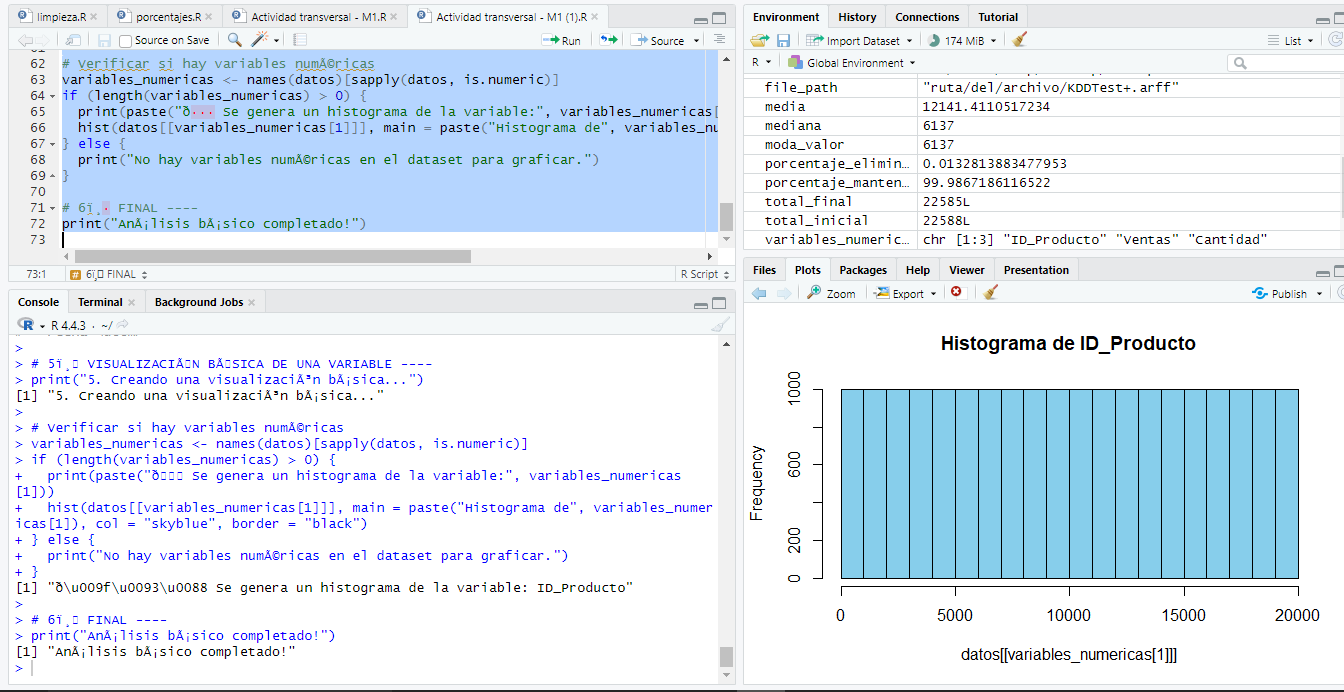 limpieza.R
porcentajes.R
Actividad transversal - M1.R
Actividad transversal - M1 (1).R
Source on Save
Run
Source
62 # Verificar si hay variables numÃ©ricas
63 variables_numericas <- names(datos)[sapply(datos, is.numeric)]
64 if (length(variables_numericas) > 0) {
65 print(paste("ð··· Se genera un histograma de la variable:", variables_numericas[
66 hist(datos[[variables_numericas[1]]], main = paste("Histograma de", variables_nu
67 } else {
68 print("No hay variables numÃ©ricas en el dataset para graficar.")
69 }
70
71 # 6ï¸· FINAL ----
72 print("AnÃ¡lisis bÃ¡sico completado!")
73
73:1
# 6ï¸ FINAL
R Script
Console
Terminal
Background Jobs
R 4.4.3 · ~/
>
> # 5ï¸ VISUALIZACIÃN BÃSICA DE UNA VARIABLE ----
> print("5. Creando una visualizaciÃ³n bÃ¡sica...")
[1] "5. Creando una visualizaciÃ³n bÃ¡sica..."
>
> # Verificar si hay variables numÃ©ricas
> variables_numericas <- names(datos)[sapply(datos, is.numeric)]
> if (length(variables_numericas) > 0) {
+ print(paste("ð Se genera un histograma de la variable:", variables_numericas
[1]))
+ hist(datos[[variables_numericas[1]]], main = paste("Histograma de", variables_numer
icas[1]), col = "skyblue", border = "black")
+ } else {
+ print("No hay variables numÃ©ricas en el dataset para graficar.")
+ }
[1] "ð\u009f\u0093\u0088 Se genera un histograma de la variable: ID_Producto"
>
> # 6ï¸ FINAL ----
> print("AnÃ¡lisis bÃ¡sico completado!")
[1] "AnÃ¡lisis bÃ¡sico completado!"
>
Environment
History
Connections
Tutorial
Import Dataset
174 MiB
List
R
Global Environment
file_path "ruta/del/archivo/KDDTest+.arff"
media 12141.4110517234
mediana 6137
moda_valor 6137
porcentaje_elimin… 0.0132813883477953
porcentaje_manten… 99.9867186116522
total_final 22585L
total_inicial 22588L
variables_numeric… chr [1:3] "ID_Producto" "Ventas" "Cantidad"
Files
Plots
Packages
Help
Viewer
Presentation
Zoom
Export
Publish
Histograma de ID_Producto
Frequency
1000
600
200
0
0 5000 10000 15000 20000
datos[[variables_numericas[1]]]